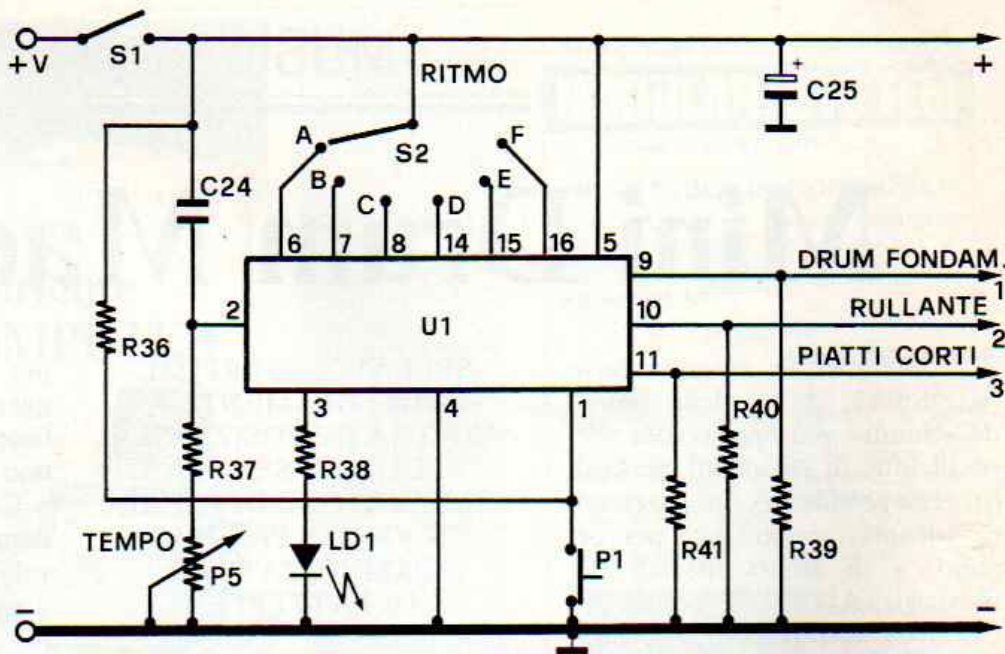 +V
S1
RITMO
+
+
C25
A
S2
F
B
E
C24
C
D
6
7
8
14
15
16
5
9
DRUM FONDAM.
1
2
U1
10
RULLANTE
2
R36
11
PIATTI CORTI
3
3
4
1
R40
R37
R38
TEMPO
LD1
P1
R41
R39
P5
-
-